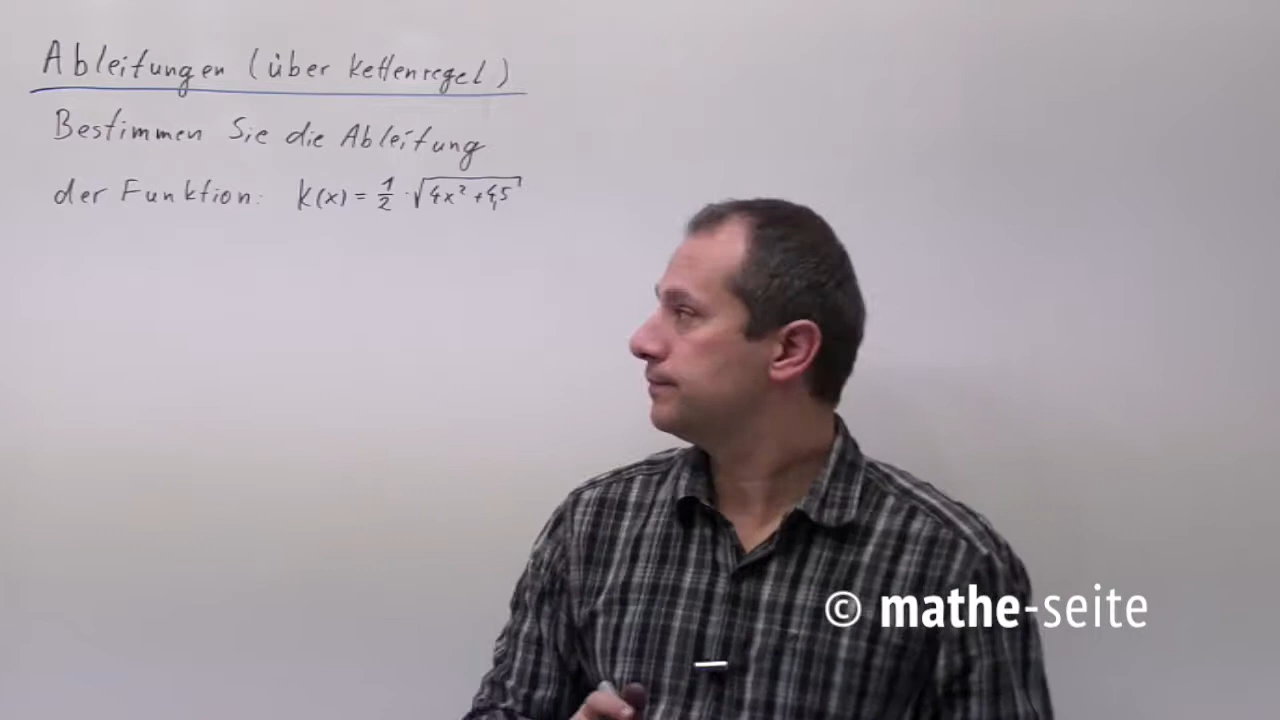 Ableitungen (über Kettenregel)
Bestimmen Sie die Ableitung
der Funktion: K(x) = 1/2 · √(4x² + 4,5)
© mathe-seite